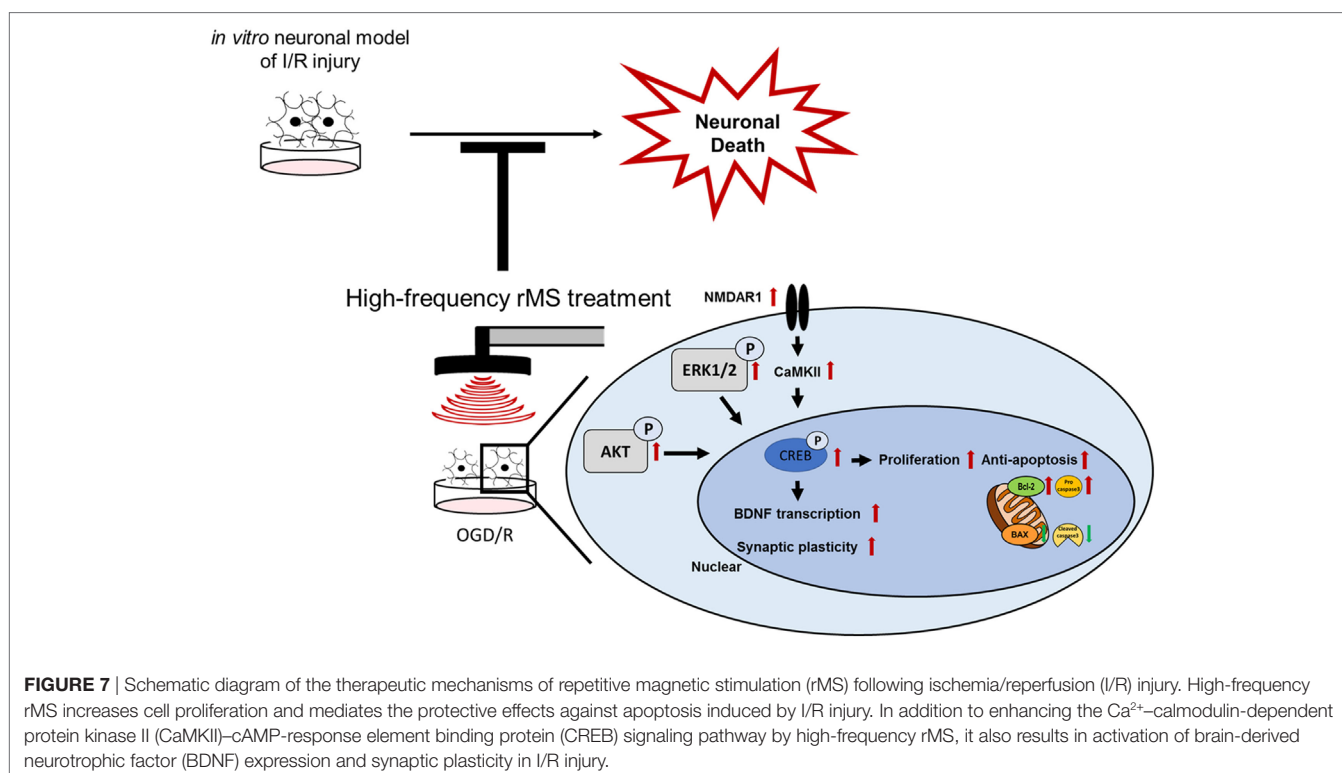 in vitro neuronal model
of I/R injury
Neuronal
Death
High-frequency rMS treatment
NMDAR1
P
ERK1/2
CaMKII
P
AKT
P
CREB
Proliferation
Anti-apoptosis
Bcl-2
Pro
caspase3
BDNF transcription
BAX
Cleaved
caspase3
Synaptic plasticity
Nuclear
OGD/R
FIGURE 7 | Schematic diagram of the therapeutic mechanisms of repetitive magnetic stimulation (rMS) following ischemia/reperfusion (I/R) injury. High-frequency
rMS increases cell proliferation and mediates the protective effects against apoptosis induced by I/R injury. In addition to enhancing the Ca²⁺–calmodulin-dependent
protein kinase II (CaMKII)–cAMP-response element binding protein (CREB) signaling pathway by high-frequency rMS, it also results in activation of brain-derived
neurotrophic factor (BDNF) expression and synaptic plasticity in I/R injury.